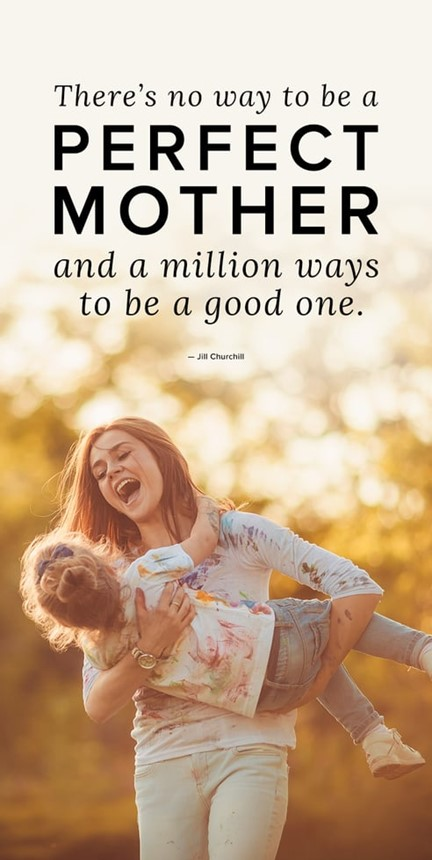 There’s no way to be a
PERFECT
MOTHER
and a million ways
to be a good one.
— Jill Churchill